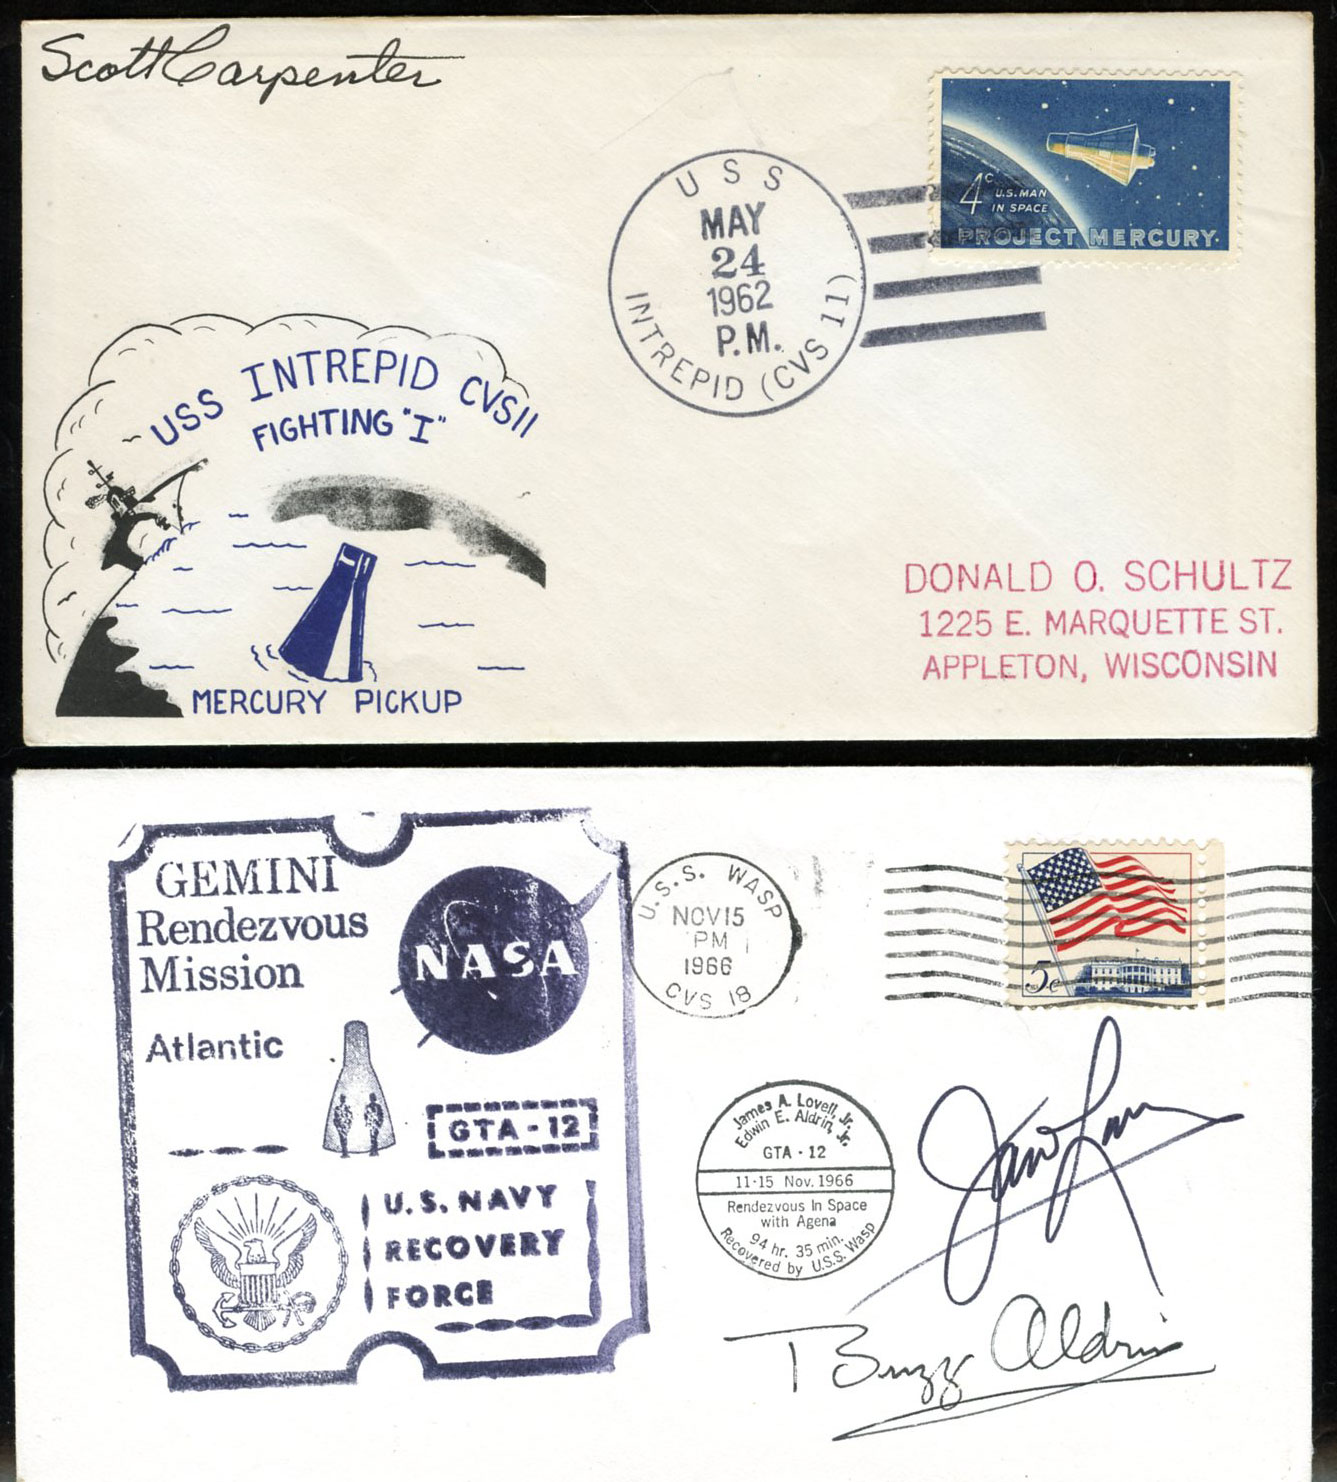 Scott Carpenter
USS
MAY
24
1962
P.M.
INTREPID (CVS 11)
4c
U.S. MAN
IN SPACE
PROJECT MERCURY
USS INTREPID CVS11
FIGHTING "I"
MERCURY PICKUP
DONALD O. SCHULTZ
1225 E. MARQUETTE ST.
APPLETON, WISCONSIN
GEMINI
Rendezvous
Mission
Atlantic
NASA
GTA - 12
U.S. NAVY
RECOVERY
FORCE
U.S.S. WASP
NOV 15
PM
1966
CVS 18
5c
James A. Lovell, Jr.
Edwin E. Aldrin, Jr.
GTA - 12
11-15 Nov. 1966
Rendezvous In Space
with Agena
94 hr. 35 min.
Recovered by U.S.S. Wasp
Buzz Aldrin